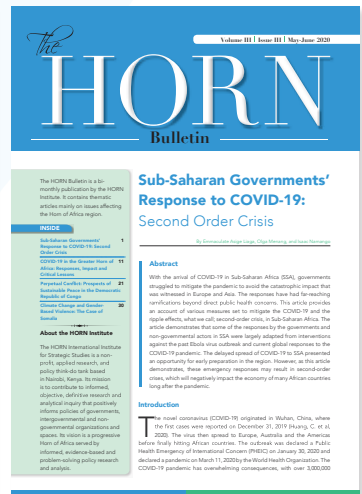 The
Volume III | Issue III | May-June 2020
HORN
Bulletin
The HORN Bulletin is a bi-
monthly publication by the HORN
Institute. It contains thematic
articles mainly on issues affecting
the Horn of Africa region.
INSIDE
Sub-Saharan Governments' 1
Response to COVID-19: Second
Order Crisis
COVID-19 in the Greater Horn of 11
Africa: Responses, Impact and
Critical Lessons
Perpetual Conflict: Prospects of 21
Sustainable Peace in the Democratic
Republic of Congo
Climate Change and Gender- 30
Based Violence: The Case of
Somalia
About the HORN Institute
The HORN International Institute
for Strategic Studies is a non-
profit, applied research, and
policy think-do tank based
in Nairobi, Kenya. Its mission
is to contribute to informed,
objective, definitive research and
analytical inquiry that positively
informs policies of governments,
intergovernmental and non-
governmental organizations and
spaces. Its vision is a progressive
Horn of Africa served by
informed, evidence-based and
problem-solving policy research
and analysis.
Sub-Saharan Governments'
Response to COVID-19:
Second Order Crisis
By Emmaculate Asige Liaga, Olga and Isaac
Abstract
With the arrival of COVID-19 in Sub-Saharan Africa (SSA), governments
struggled to mitigate the pandemic to avoid the catastrophic impact that
was witnessed in Europe and Asia. The responses have had far-reaching
ramifications beyond direct public health concerns. This article provides
an account of various measures set to mitigate the COVID-19 and the
ripple effects, what we call; second-order crisis, in Sub-Saharan Africa. The
article demonstrates that some of the responses by the governments and
non-governmental actors in SSA were largely adapted from interventions
against the past Ebola virus outbreak and current global responses to the
COVID-19 pandemic. The delayed spread of COVID-19 to SSA presented
an opportunity for early preparation in the region. However, as this article
demonstrates, these emergency responses may result in second-order
crises, which will negatively impact the economy of many African countries
long after the pandemic.
Introduction
The novel coronavirus (COVID-19) originated in Wuhan, China, where
the first cases were reported on December 31, 2019 (Huang, C. et al,
2020). The virus then spread to Europe, Australia and the Americas
before finally hitting African countries. The outbreak was declared a Public
Health Emergency of International Concern (PHEIC) on January 30, 2020 and
declared a pandemic on March 11, 2020 by the World Health Organization. The
COVID-19 pandemic has overwhelming consequences, with over 3,000,000